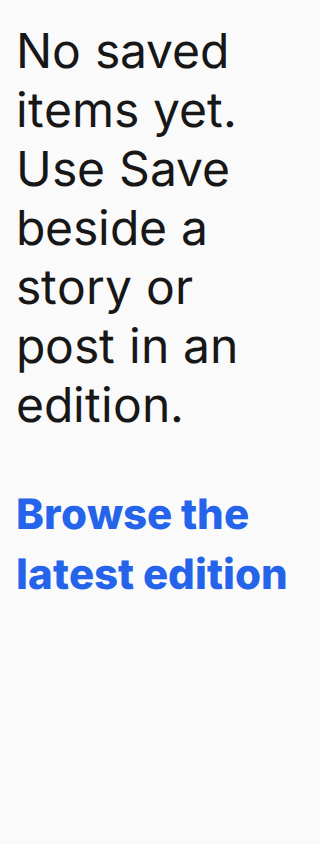 No saved
items yet.
Use Save
beside a
story or
post in an
edition.
Browse the
latest edition